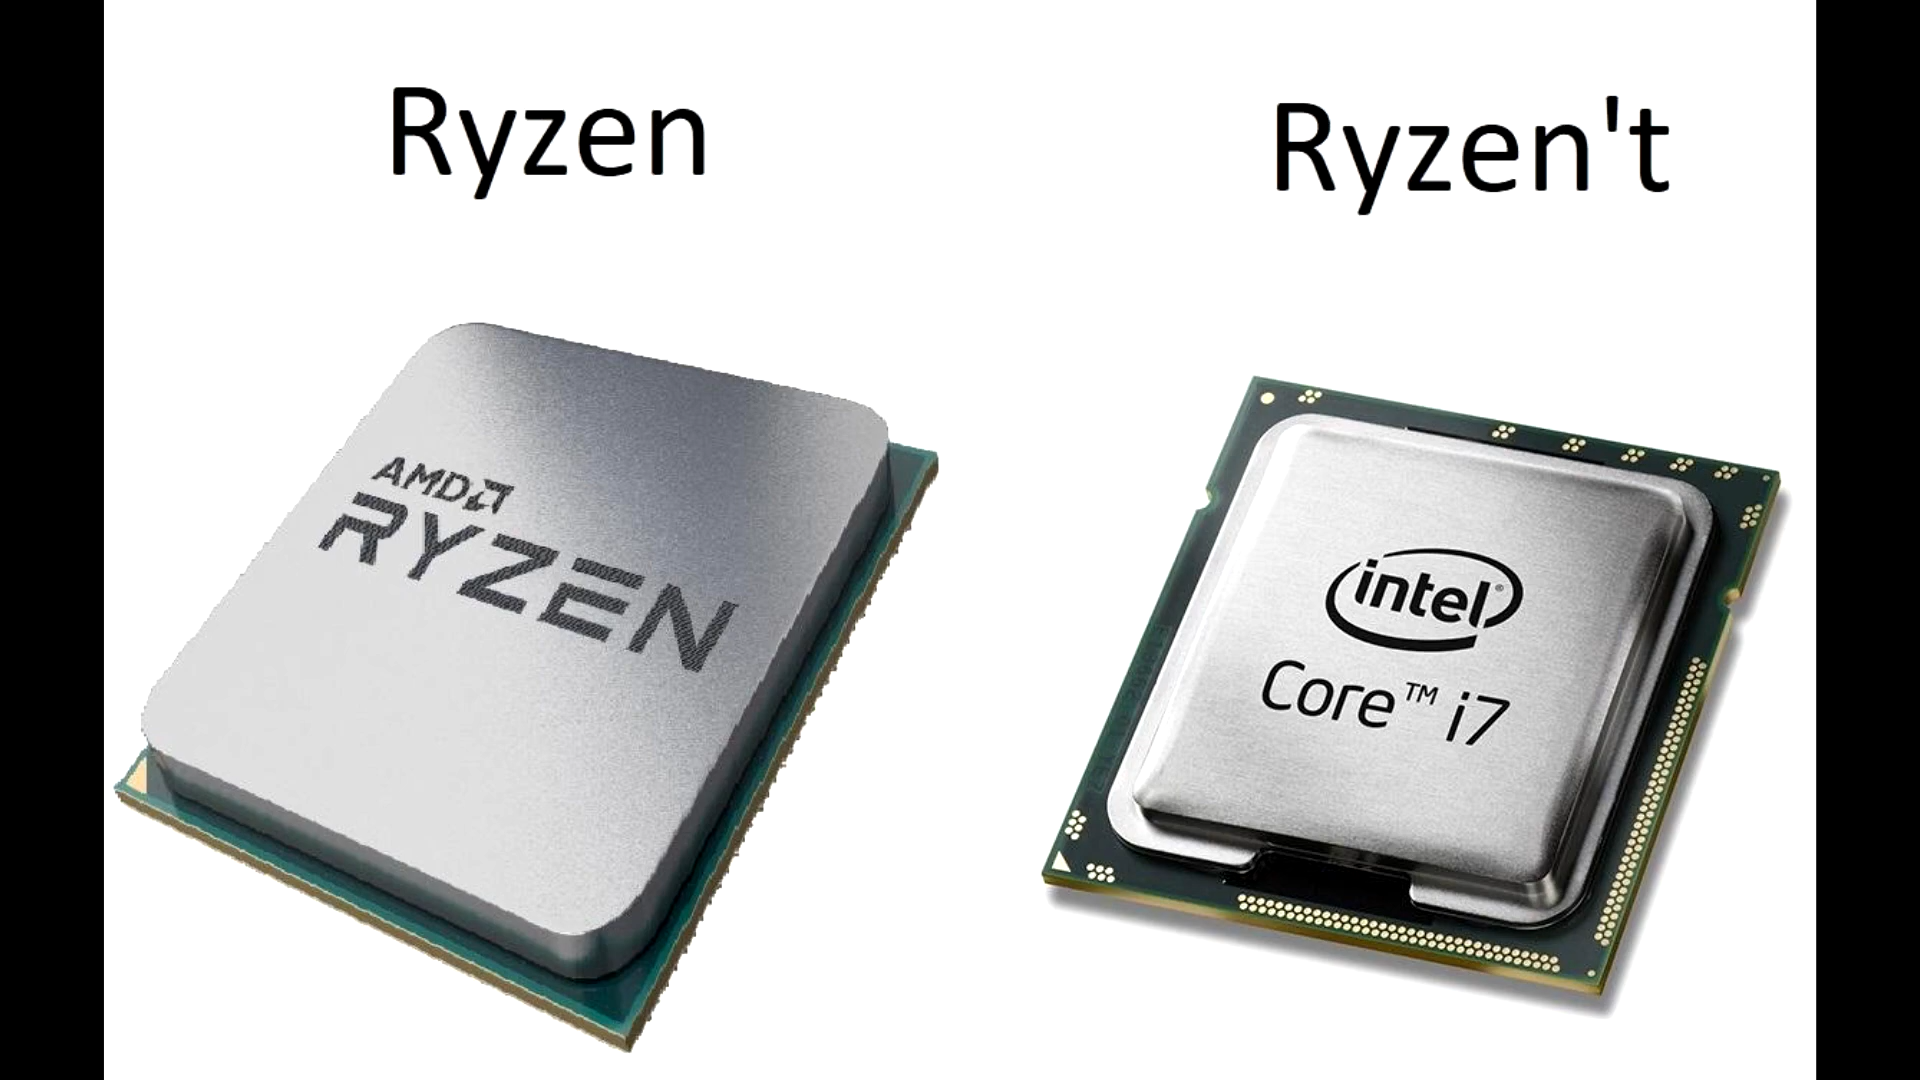 Ryzen
Ryzen't
AMD
RYZEN
intel®
Core™ i7